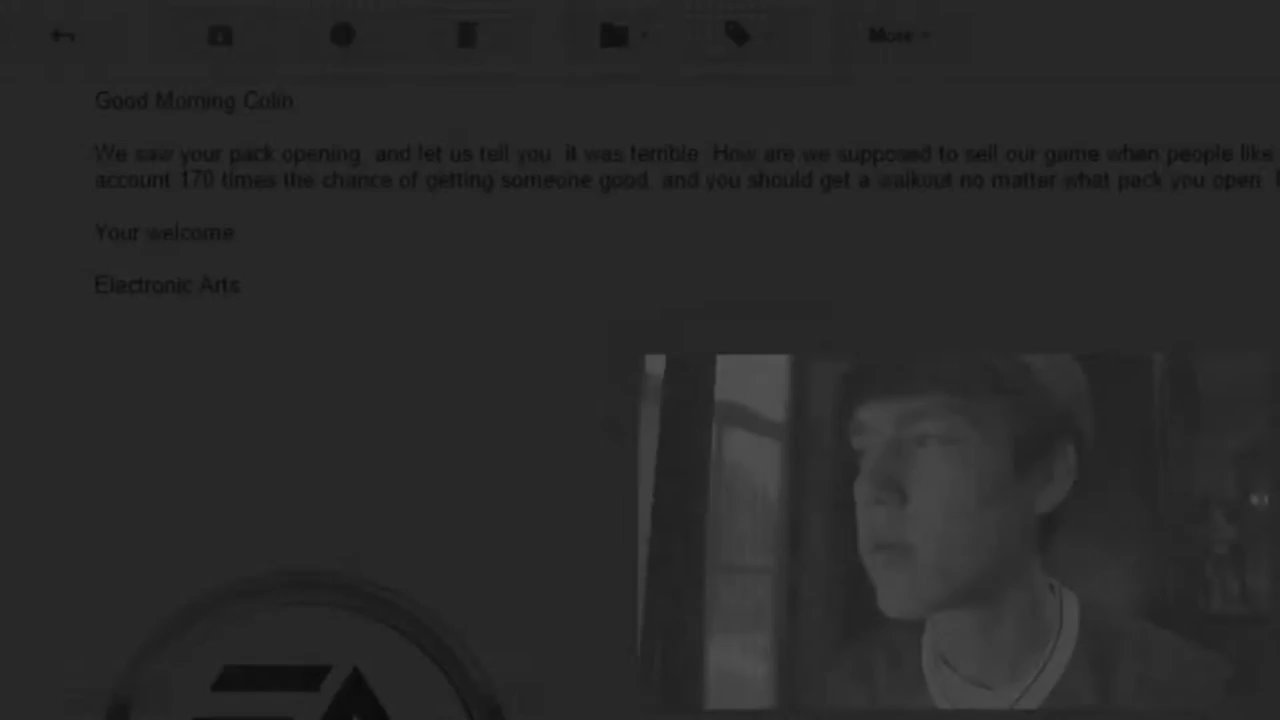 More
Good Morning Colin
We saw your pack opening, and let us tell you, it was terrible. How are we supposed to sell our game when people like
account 170 times the chance of getting someone good, and you should get a walkout no matter what pack you open.
Your welcome
Electronic Arts
EA